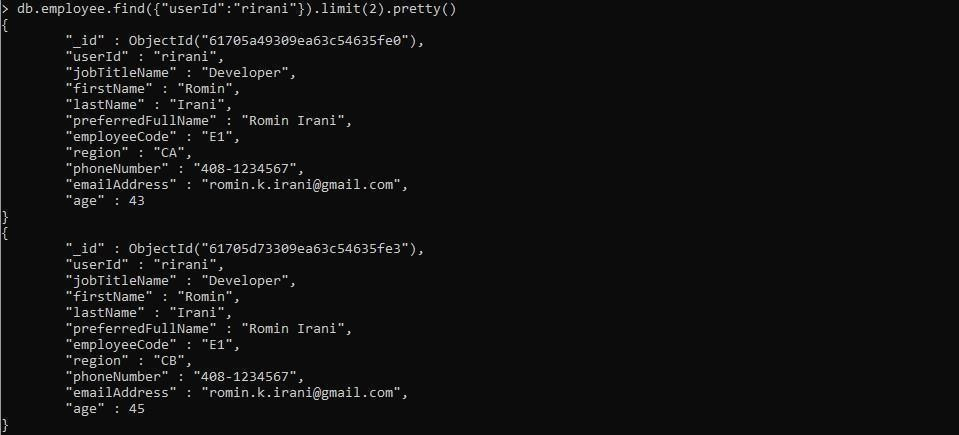 > db.employee.find({"userId":"rirani"}).limit(2).pretty()
{
        "_id" : ObjectId("61705a49309ea63c54635fe0"),
        "userId" : "rirani",
        "jobTitleName" : "Developer",
        "firstName" : "Romin",
        "lastName" : "Irani",
        "preferredFullName" : "Romin Irani",
        "employeeCode" : "E1",
        "region" : "CA",
        "phoneNumber" : "408-1234567",
        "emailAddress" : "romin.k.irani@gmail.com",
        "age" : 43
}
{
        "_id" : ObjectId("61705d73309ea63c54635fe3"),
        "userId" : "rirani",
        "jobTitleName" : "Developer",
        "firstName" : "Romin",
        "lastName" : "Irani",
        "preferredFullName" : "Romin Irani",
        "employeeCode" : "E1",
        "region" : "CB",
        "phoneNumber" : "408-1234567",
        "emailAddress" : "romin.k.irani@gmail.com",
        "age" : 45
}